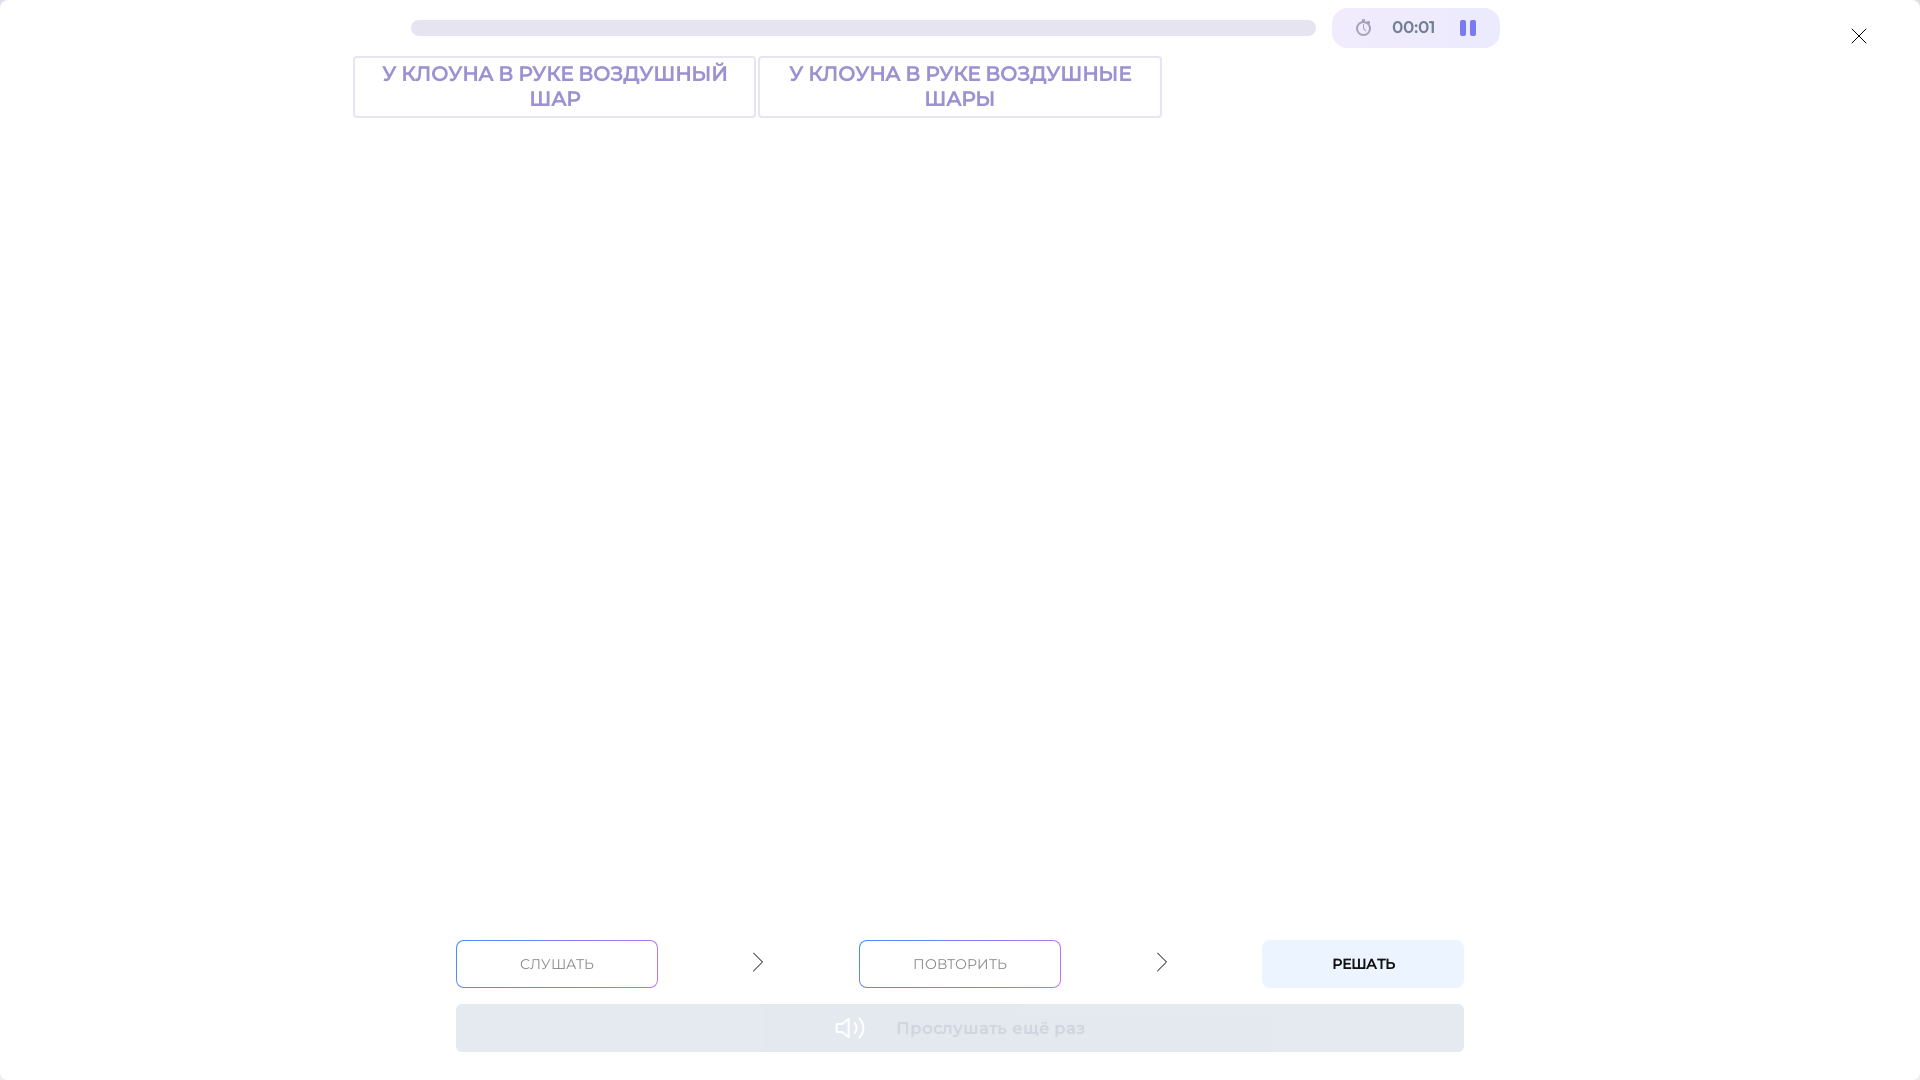 00:01
У КЛОУНА В РУКЕ ВОЗДУШНЫЙ
ШАР
У КЛОУНА В РУКЕ ВОЗДУШНЫЕ
ШАРЫ
СЛУШАТЬ
ПОВТОРИТЬ
РЕШАТЬ
Прослушать ещё раз